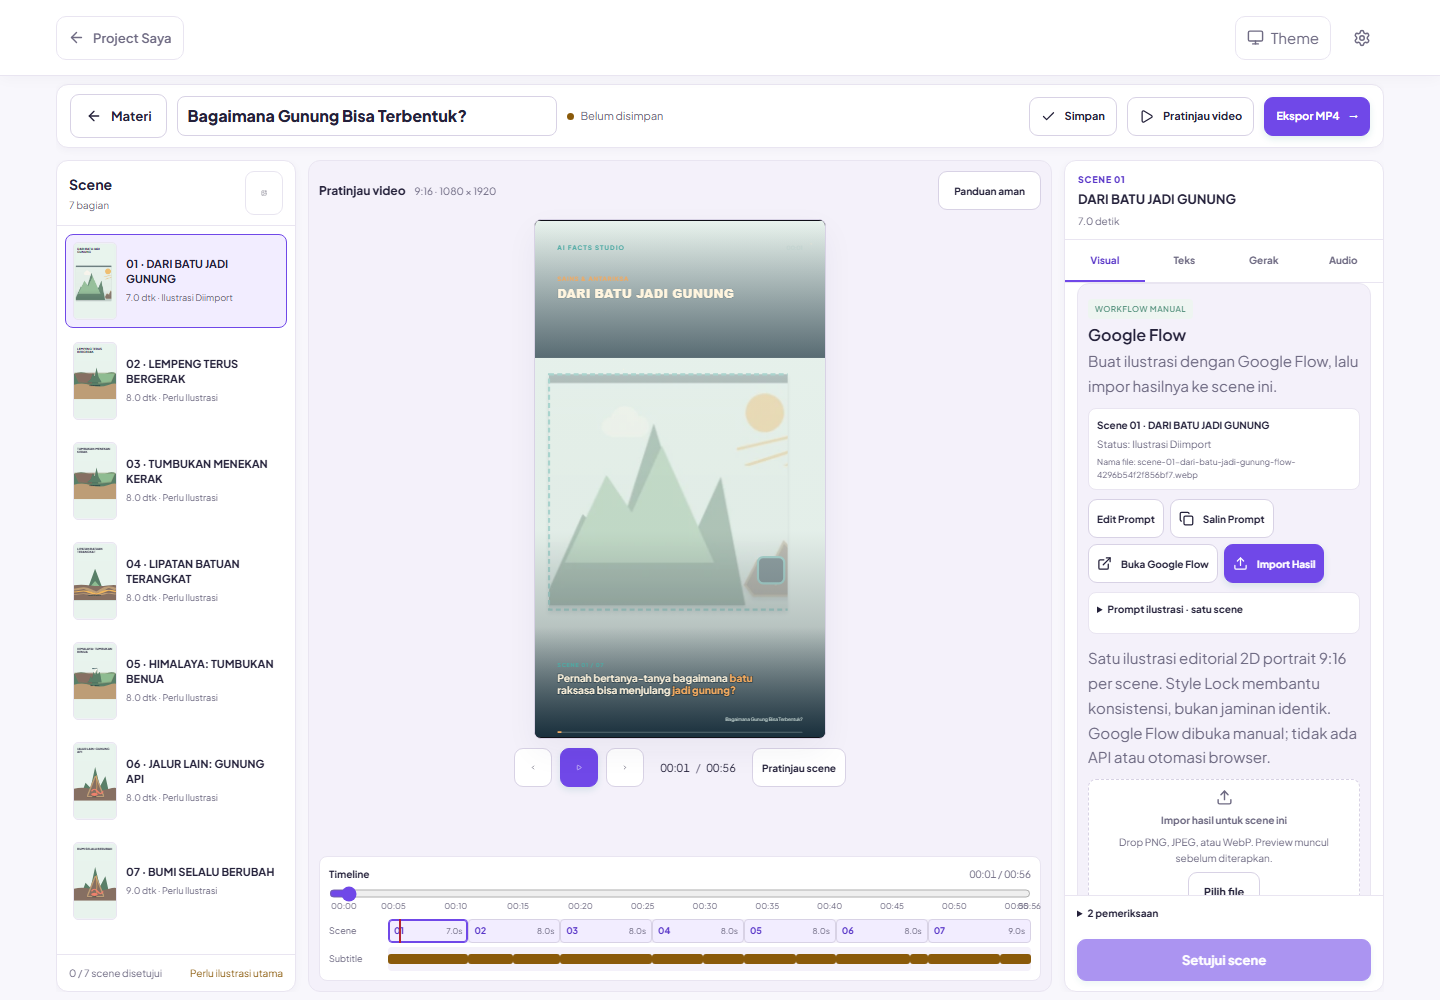 Project Saya
Theme
Materi
Bagaimana Gunung Bisa Terbentuk?
Belum disimpan
Simpan
Pratinjau video
Ekspor MP4 →
Scene
7 bagian
01 · DARI BATU JADI
GUNUNG
7.0 dtk · Ilustrasi Diimport
02 · LEMPENG TERUS
BERGERAK
8.0 dtk · Perlu Ilustrasi
03 · TUMBUKAN MENEKAN
KERAK
8.0 dtk · Perlu Ilustrasi
04 · LIPATAN BATUAN
TERANGKAT
8.0 dtk · Perlu Ilustrasi
05 · HIMALAYA: TUMBUKAN
BENUA
8.0 dtk · Perlu Ilustrasi
06 · JALUR LAIN: GUNUNG
API
8.0 dtk · Perlu Ilustrasi
07 · BUMI SELALU BERUBAH
9.0 dtk · Perlu Ilustrasi
0 / 7 scene disetujui
Perlu ilustrasi utama
Pratinjau video
9:16 · 1080 × 1920
Panduan aman
AI FACTS STUDIO
DARI BATU JADI GUNUNG
Pernah bertanya-tanya bagaimana batu
raksasa bisa menjulang jadi gunung?
Bagaimana Gunung Bisa Terbentuk?
00:01 / 00:56
Pratinjau scene
Timeline
00:01 / 00:56
00:00 00:05 00:10 00:15 00:20 00:25 00:30 00:35 00:40 00:45 00:50 00:56
Scene
01 7.0s 02 8.0s 03 8.0s 04 8.0s 05 8.0s 06 8.0s 07 9.0s
Subtitle
SCENE 01
DARI BATU JADI GUNUNG
7.0 detik
Visual
Teks
Gerak
Audio
WORKFLOW MANUAL
Google Flow
Buat ilustrasi dengan Google Flow, lalu
impor hasilnya ke scene ini.
Scene 01 · DARI BATU JADI GUNUNG
Status: Ilustrasi Diimport
Nama file: scene-01-dari-batu-jadi-gunung-flow-
4296b54f2f856bf7.webp
Edit Prompt
Salin Prompt
Buka Google Flow
Import Hasil
Prompt ilustrasi · satu scene
Satu ilustrasi editorial 2D portrait 9:16
per scene. Style Lock membantu
konsistensi, bukan jaminan identik.
Google Flow dibuka manual; tidak ada
API atau otomasi browser.
Impor hasil untuk scene ini
Drop PNG, JPEG, atau WebP. Preview muncul
sebelum diterapkan.
Pilih file
2 pemeriksaan
Setujui scene